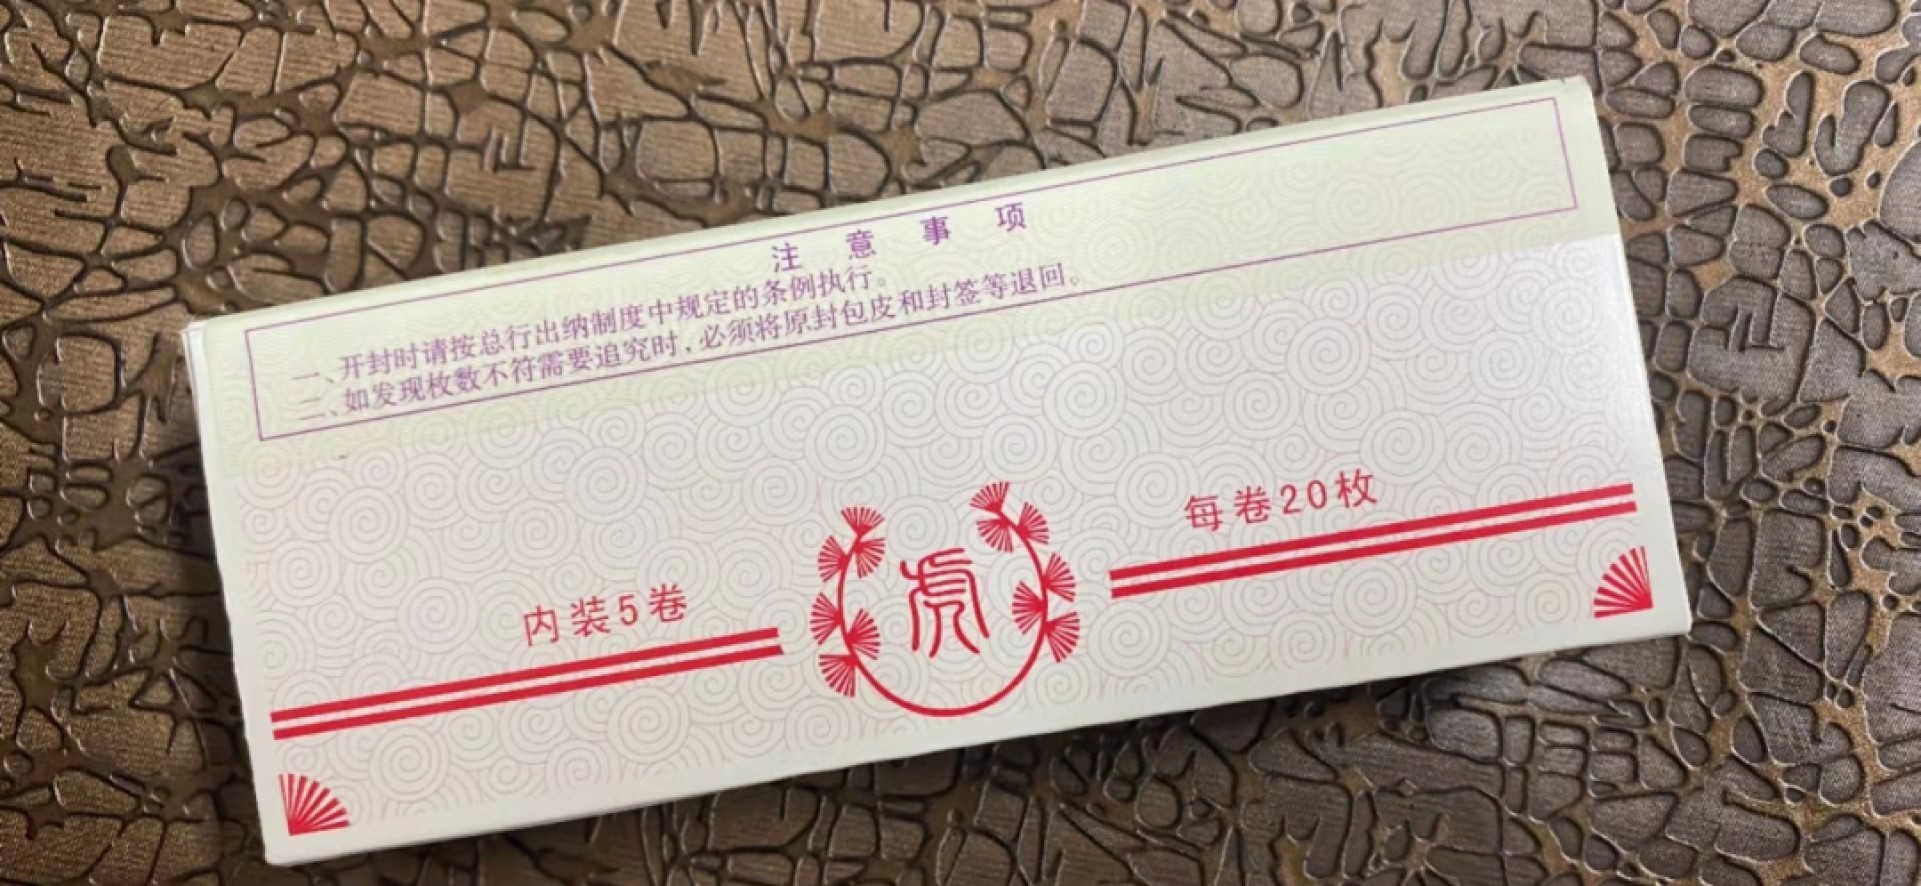 注意事项
一、开封时请按总行出纳制度中规定的条例执行。
二、如发现枚数不符需要追究时，必须将原封包皮和封签等退回。
内装5卷
虎
每卷20枚